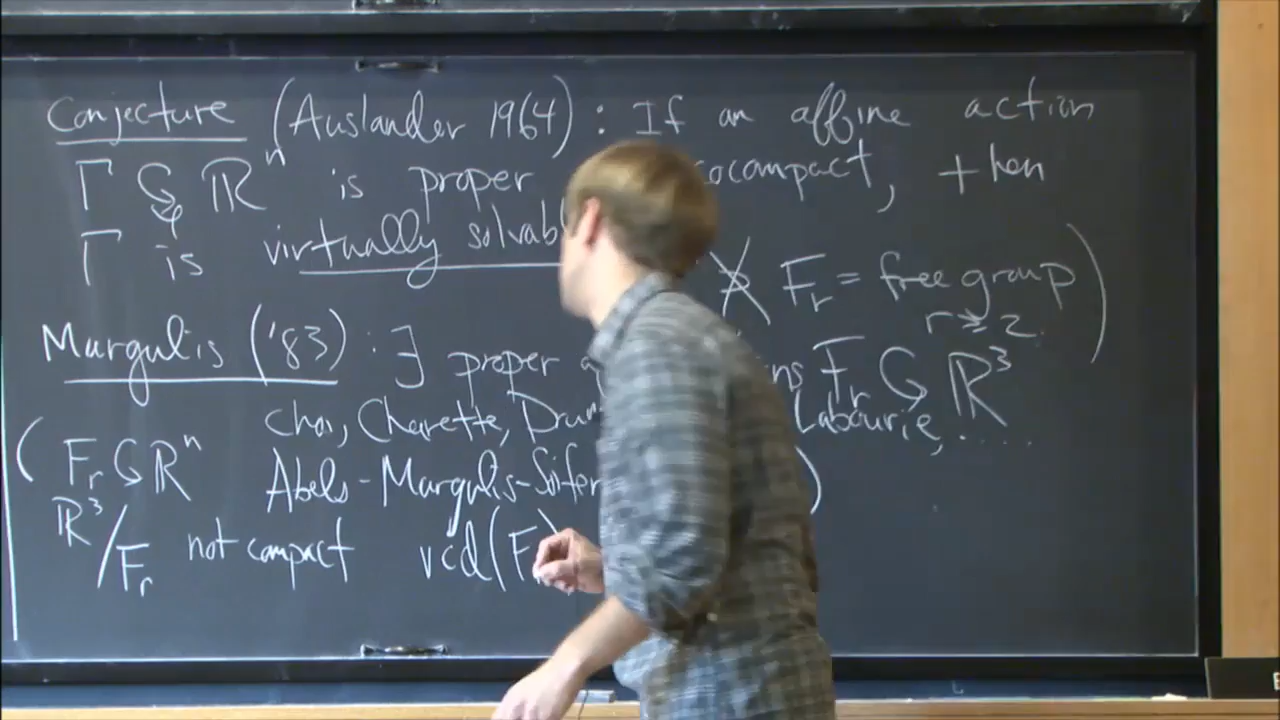 Conjecture (Auslander 1964): If an affine action
Γ ↻φ ℝⁿ is proper cocompact, then
Γ is virtually solvab
F_r = free group
r ≥ 2
Margulis ('83): ∃ proper F_r ↻ ℝ³
Choi, Charette, Drum Labourie, .....
( F_r ↻ ℝⁿ Abels-Margulis-Soifer )
ℝ³/F_r not compact vcd(F